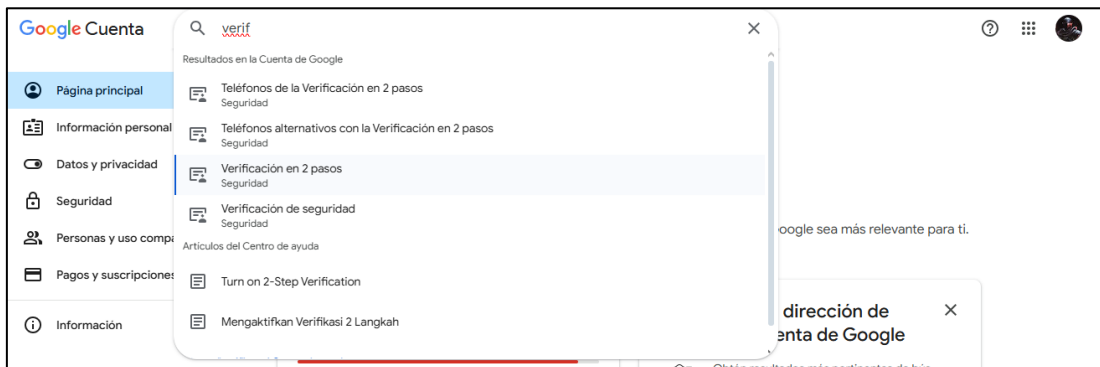 Google Cuenta
verif
Resultados en la Cuenta de Google
Teléfonos de la Verificación en 2 pasos
Seguridad
Teléfonos alternativos con la Verificación en 2 pasos
Seguridad
Verificación en 2 pasos
Seguridad
Verificación de seguridad
Seguridad
Artículos del Centro de ayuda
Turn on 2-Step Verification
Mengaktifkan Verifikasi 2 Langkah
Página principal
Información personal
Datos y privacidad
Seguridad
Personas y uso compa
Pagos y suscripciones
Información
oogle sea más relevante para ti.
dirección de
enta de Google